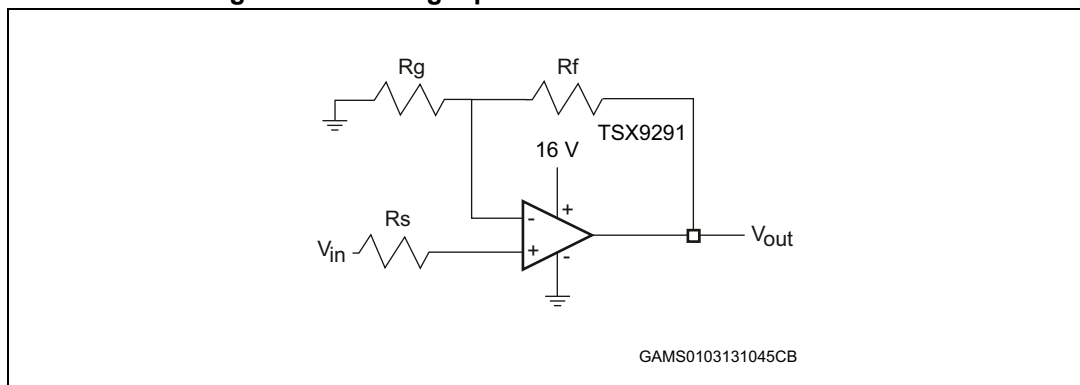 Rg
Rf
TSX9291
16 V
+
-
Rs
Vin
+
-
Vout
GAMS0103131045CB